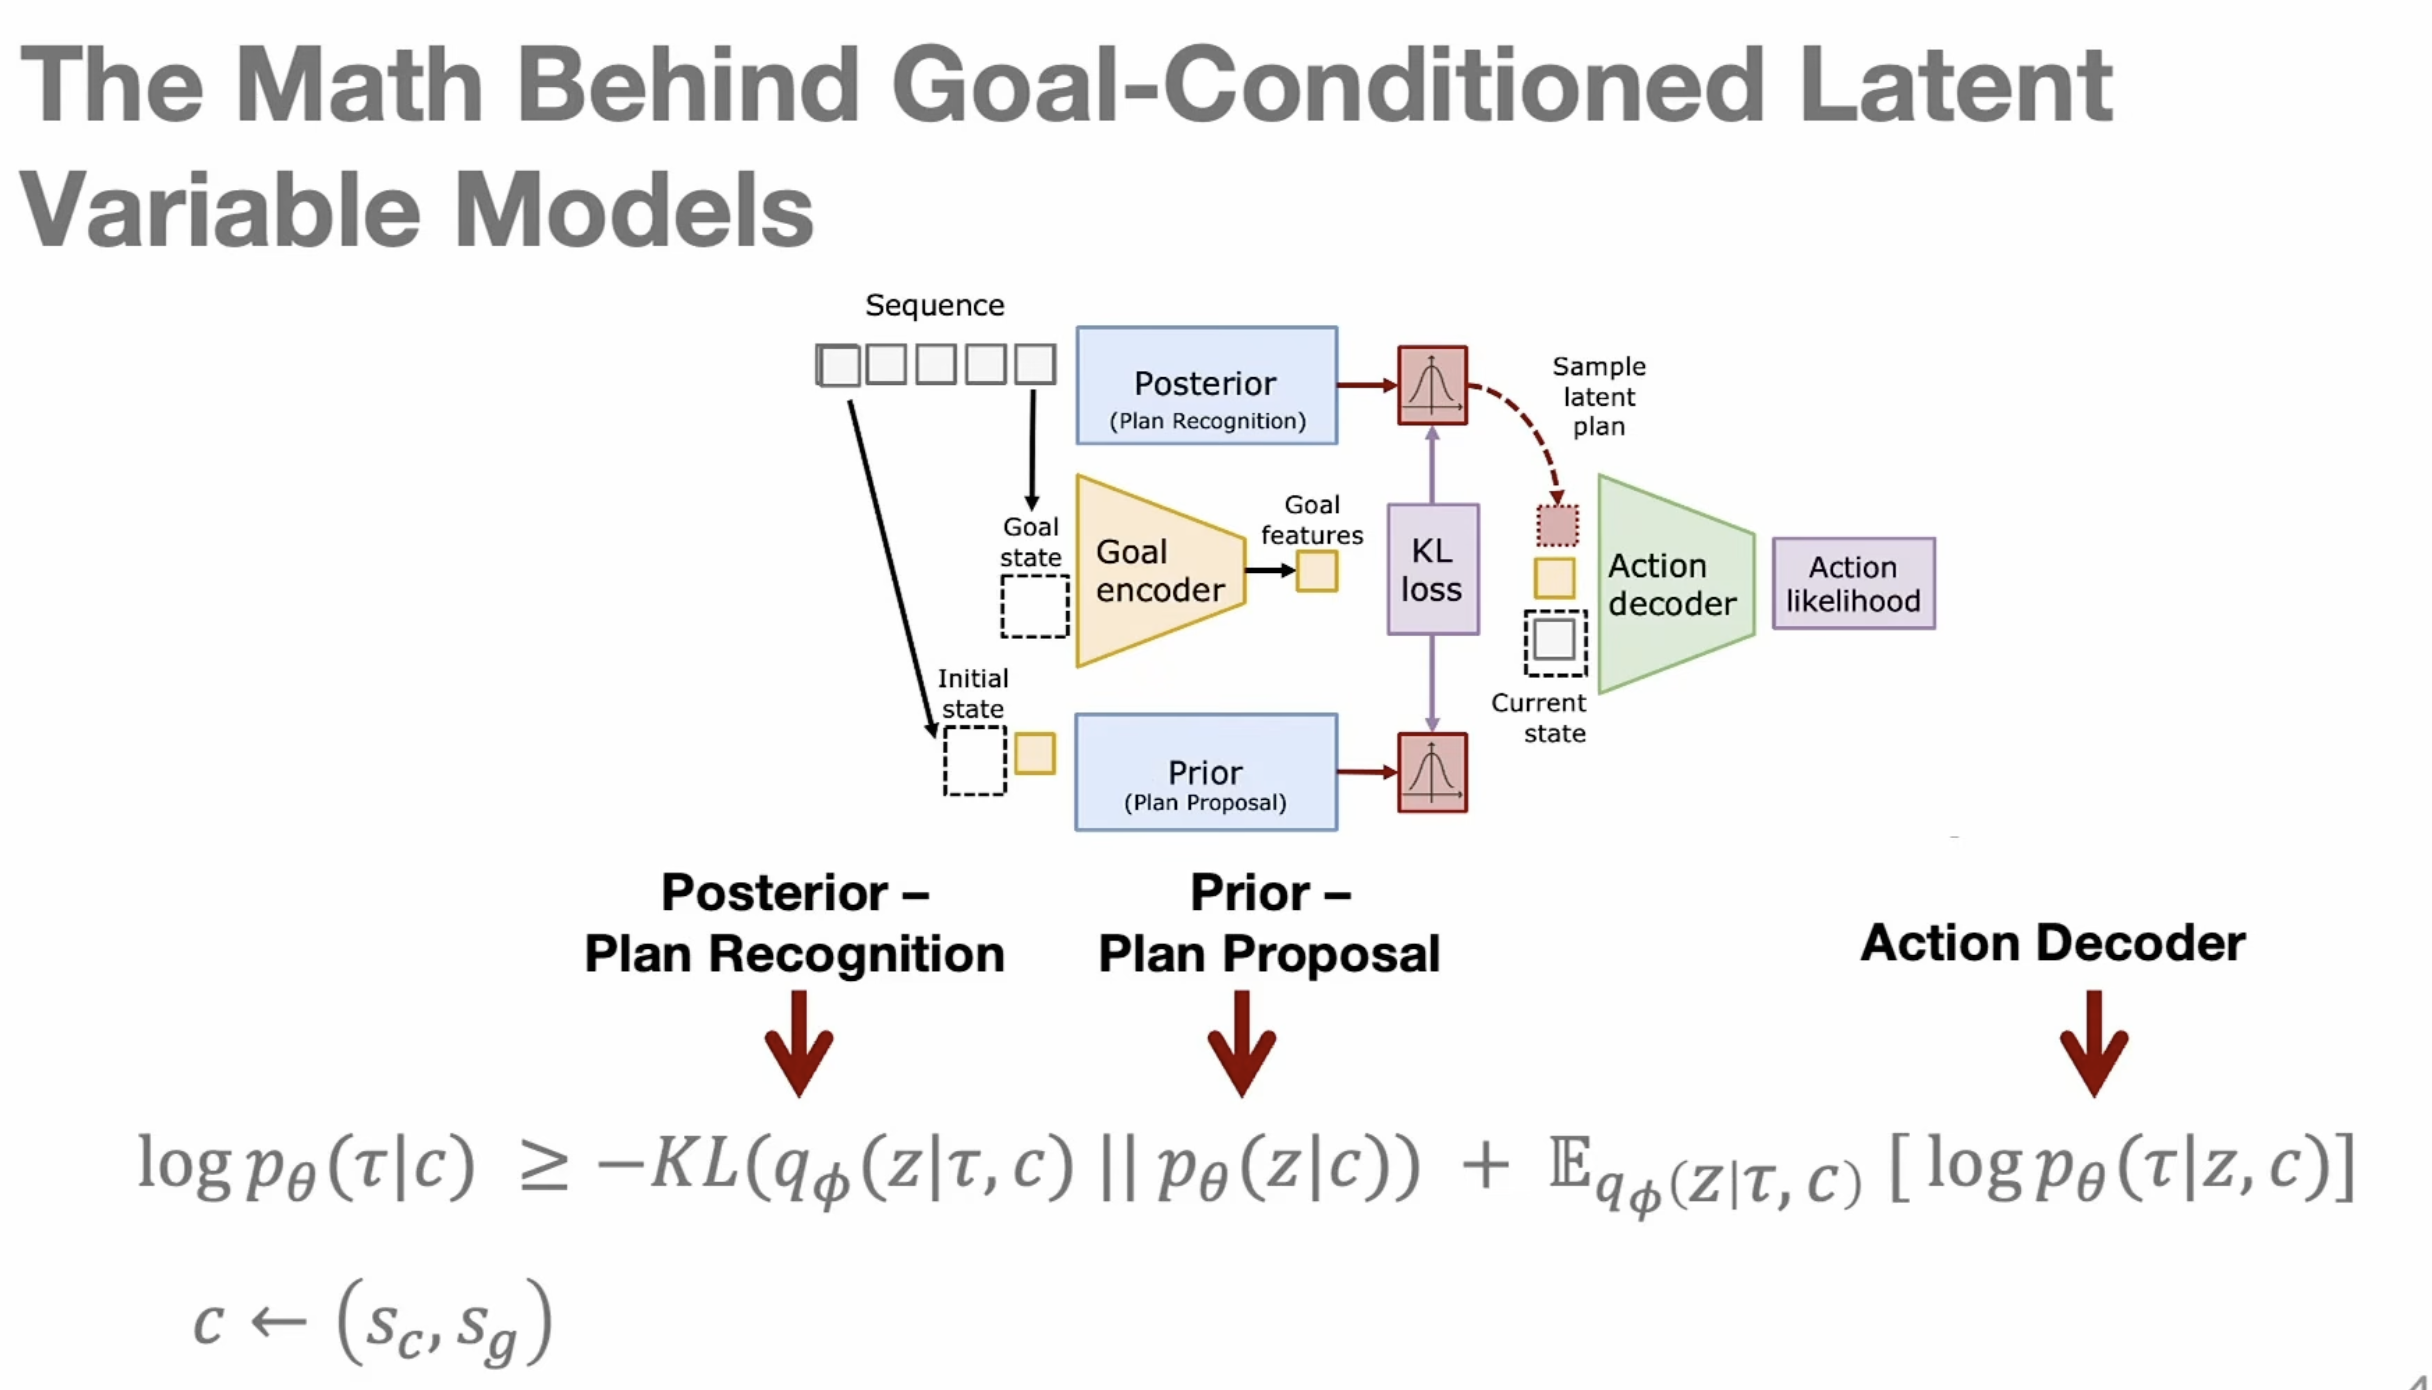 The Math Behind Goal-Conditioned Latent
Variable Models
Sequence
Posterior
(Plan Recognition)
Sample
latent
plan
Goal
state
Goal
encoder
Goal
features
KL
loss
Action
decoder
Action
likelihood
Initial
state
Current
state
Prior
(Plan Proposal)
Posterior –
Plan Recognition
Prior –
Plan Proposal
Action Decoder
log p_θ(τ|c) ≥ −KL(q_ϕ(z|τ, c) || p_θ(z|c)) + 𝔼_{q_ϕ(z|τ, c)} [ log p_θ(τ|z, c)]
c ← (s_c, s_g)